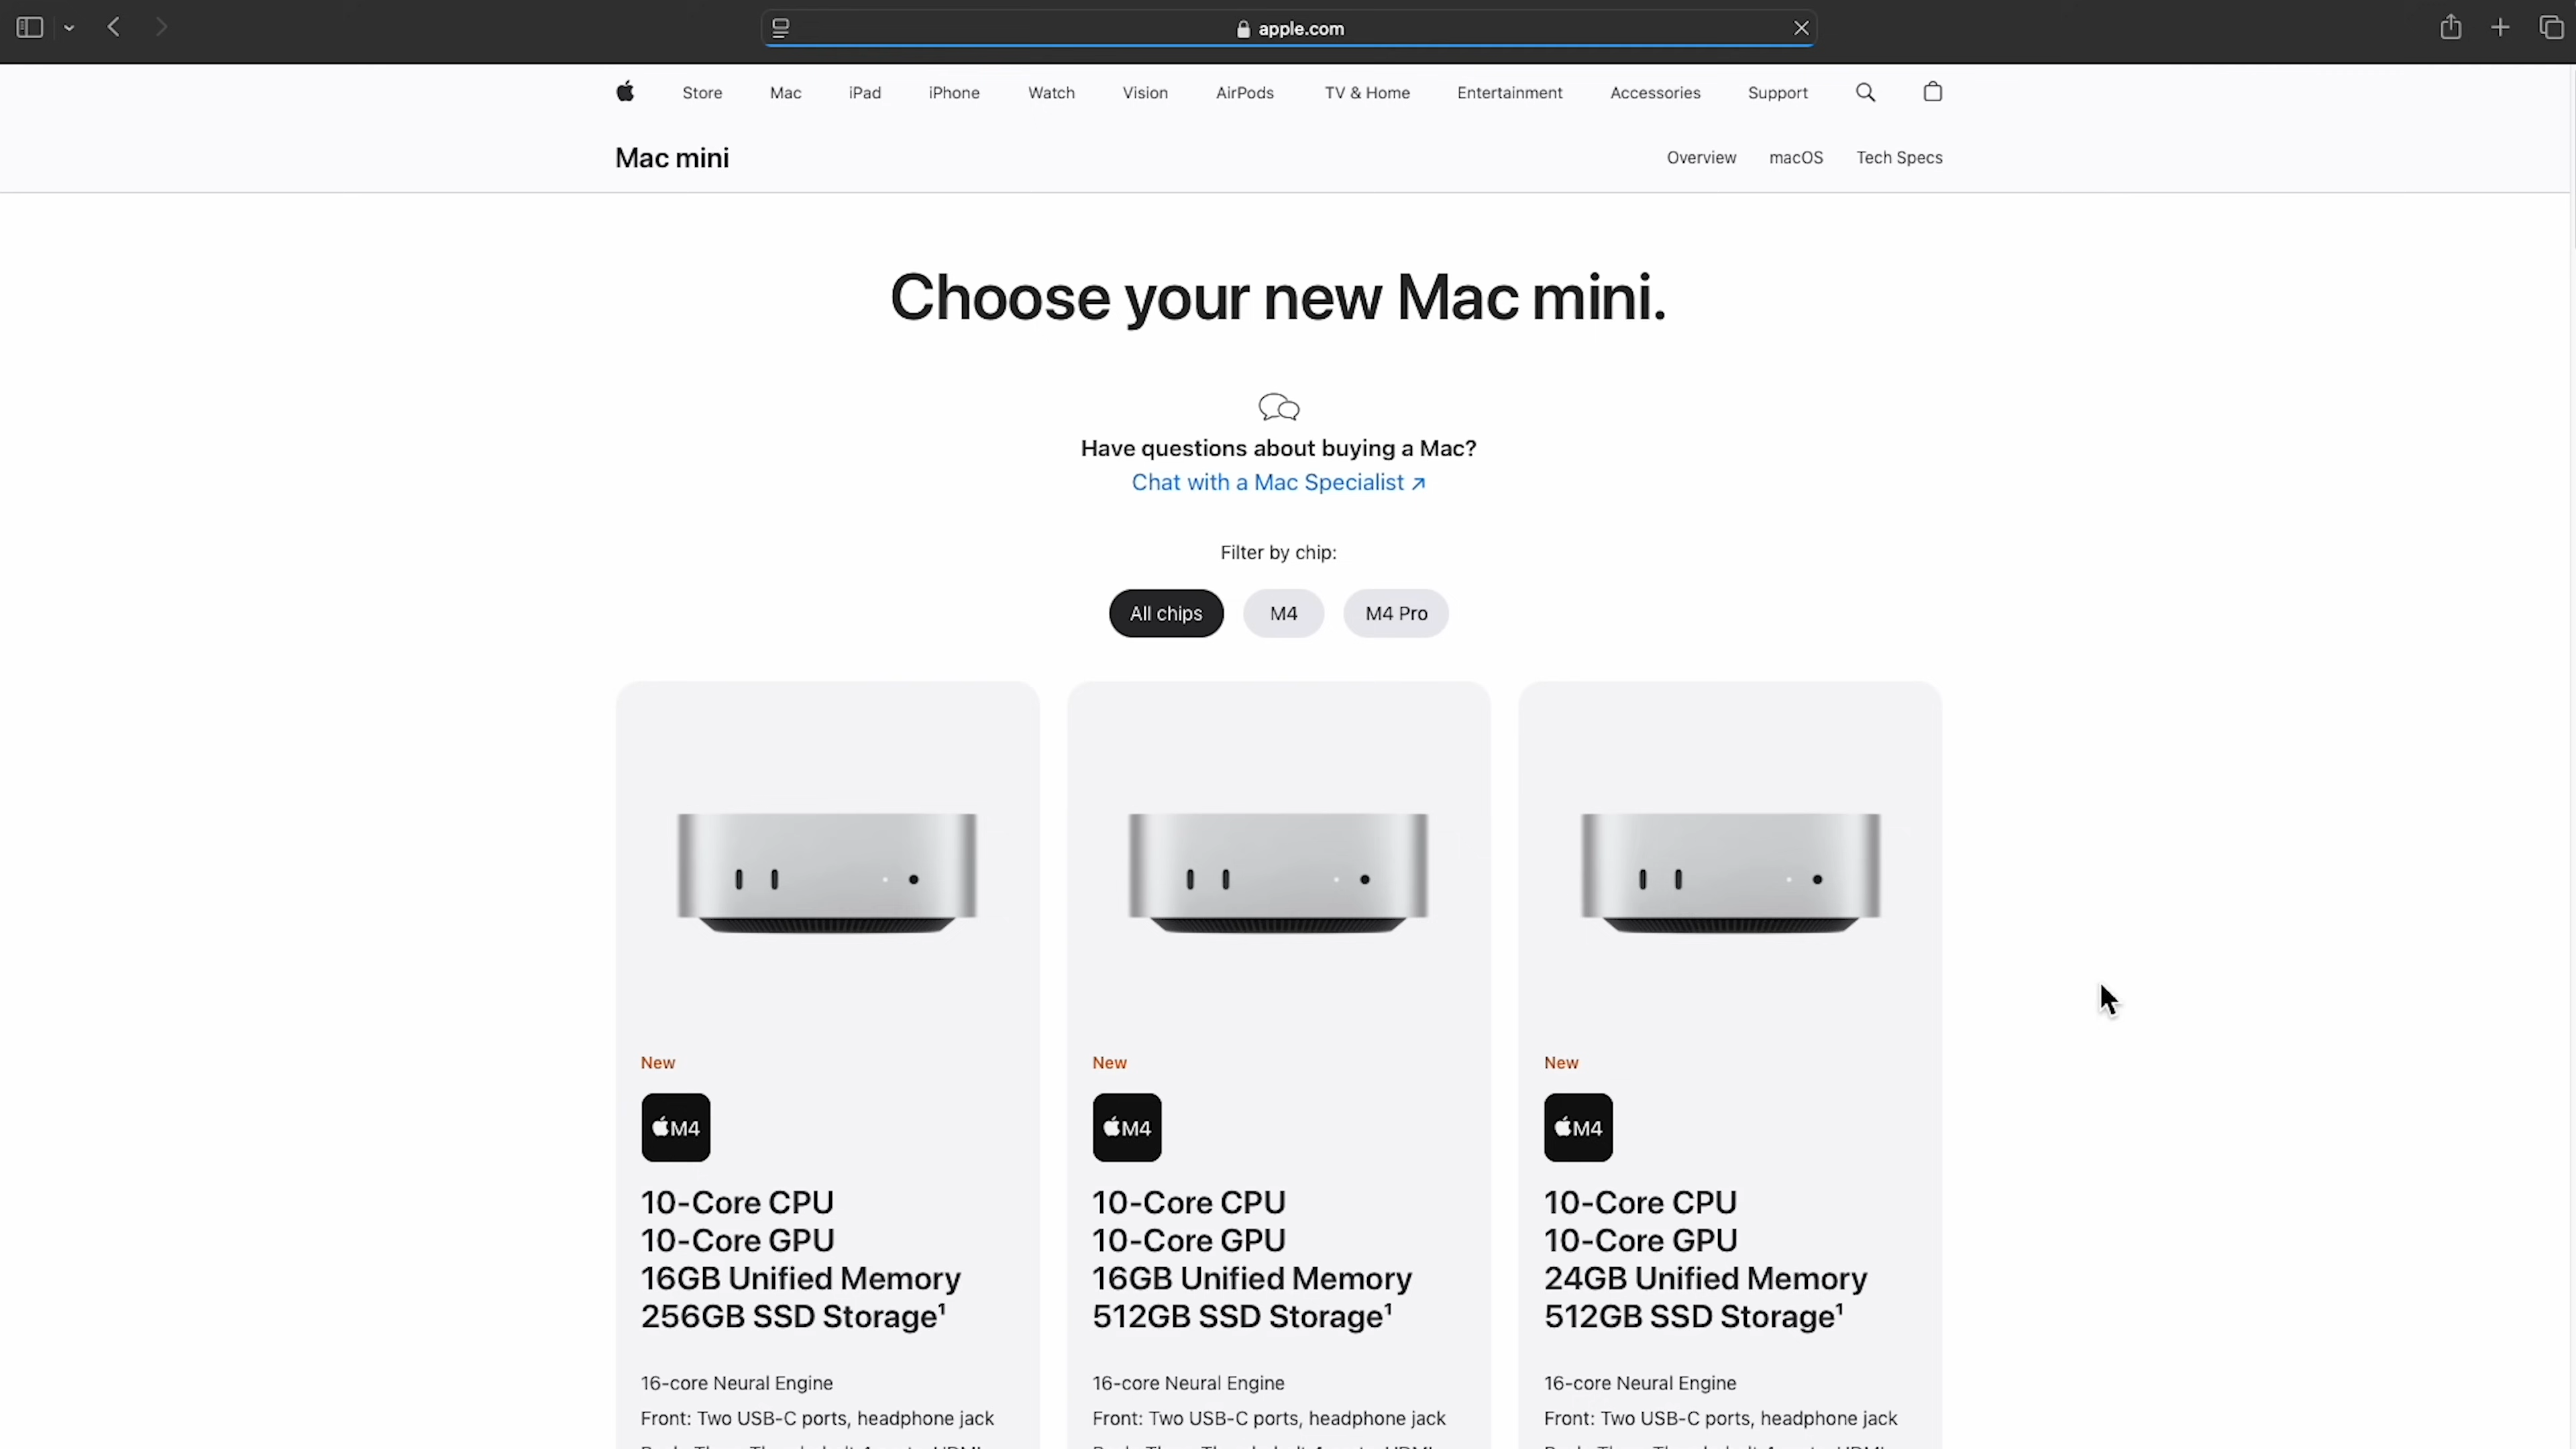 apple.com
Store Mac iPad iPhone Watch Vision AirPods TV & Home Entertainment Accessories Support
Mac mini
Overview macOS Tech Specs
Choose your new Mac mini.
Have questions about buying a Mac?
Chat with a Mac Specialist ↗
Filter by chip:
All chips M4 M4 Pro
New
M4
10-Core CPU
10-Core GPU
16GB Unified Memory
256GB SSD Storage¹
16-core Neural Engine
Front: Two USB-C ports, headphone jack
New
M4
10-Core CPU
10-Core GPU
16GB Unified Memory
512GB SSD Storage¹
16-core Neural Engine
Front: Two USB-C ports, headphone jack
New
M4
10-Core CPU
10-Core GPU
24GB Unified Memory
512GB SSD Storage¹
16-core Neural Engine
Front: Two USB-C ports, headphone jack